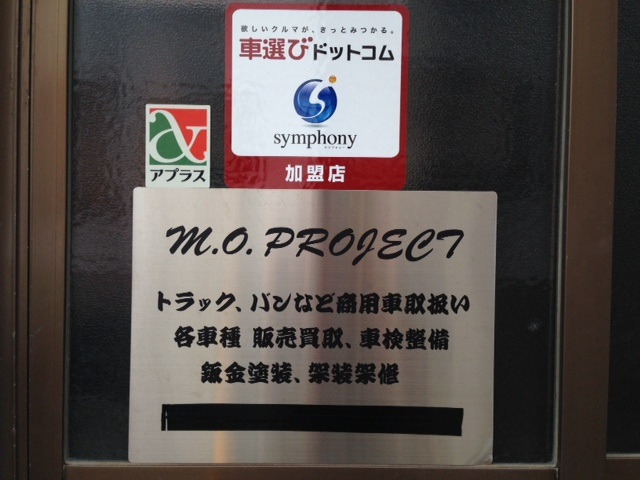 欲しいクルマが、きっとみつかる。
車選びドットコム
symphony
加盟店
アプラス
M.O.PROJECT
トラック、バンなど商用車取扱い
各車種 販売買取、車検整備
鈑金塗装、架装架修